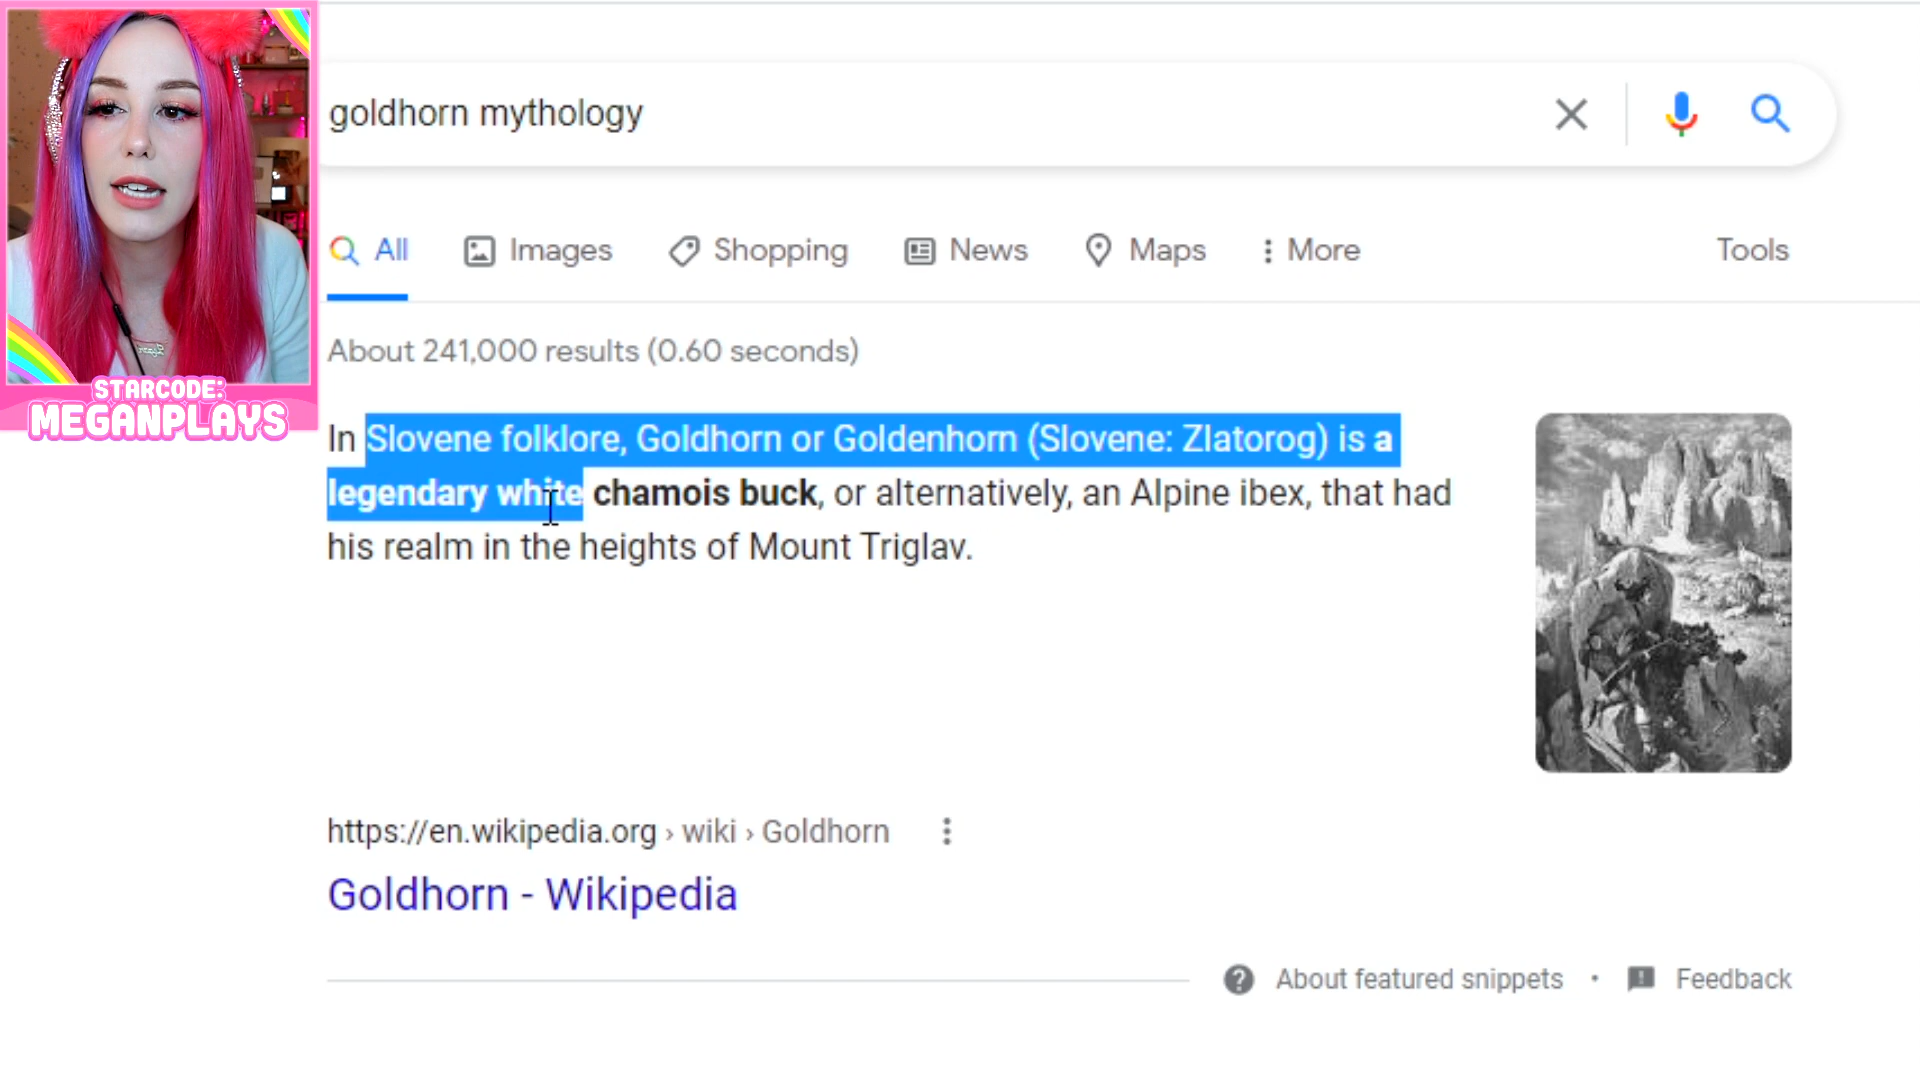 STARCODE:
MEGANPLAYS
goldhorn mythology
All Images Shopping News Maps More Tools
About 241,000 results (0.60 seconds)
In Slovene folklore, Goldhorn or Goldenhorn (Slovene: Zlatorog) is a
legendary white chamois buck, or alternatively, an Alpine ibex, that had
his realm in the heights of Mount Triglav.
https://en.wikipedia.org › wiki › Goldhorn
Goldhorn - Wikipedia
About featured snippets • Feedback